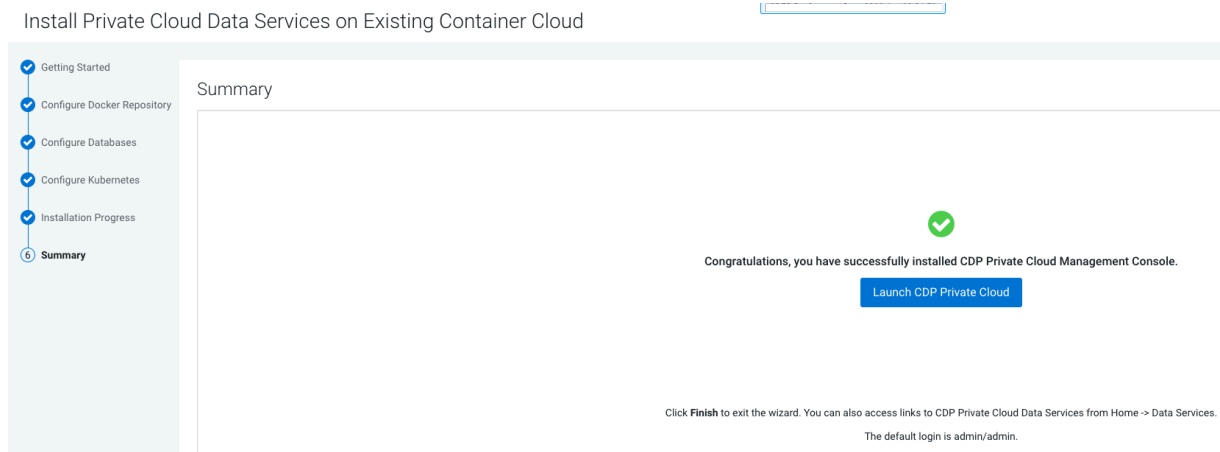 Install Private Cloud Data Services on Existing Container Cloud
Getting Started
Configure Docker Repository
Configure Databases
Configure Kubernetes
Installation Progress
6 Summary
Summary
Congratulations, you have successfully installed CDP Private Cloud Management Console.
Launch CDP Private Cloud
Click Finish to exit the wizard. You can also access links to CDP Private Cloud Data Services from Home -> Data Services.
The default login is admin/admin.